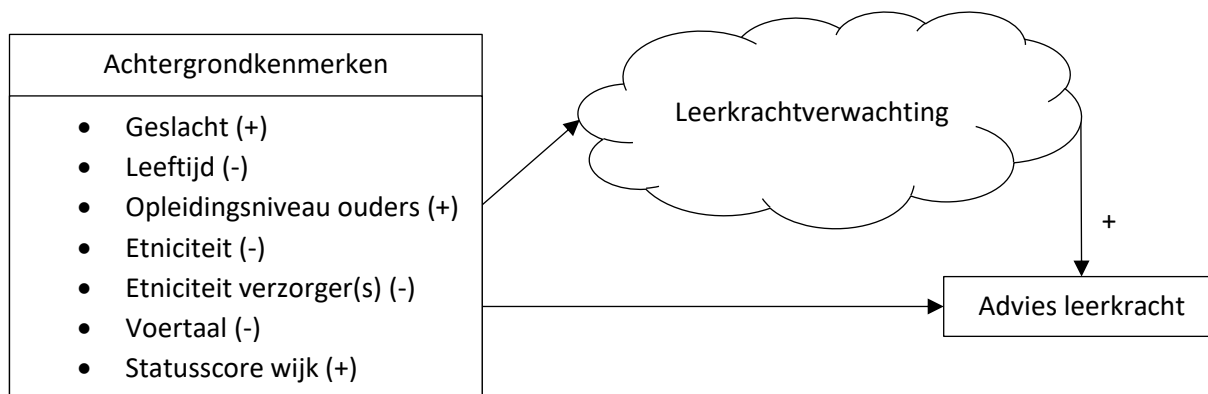 Achtergrondkenmerken
• Geslacht (+)
• Leeftijd (-)
• Opleidingsniveau ouders (+)
• Etniciteit (-)
• Etniciteit verzorger(s) (-)
• Voertaal (-)
• Statusscore wijk (+)
Leerkrachtverwachting
+
Advies leerkracht